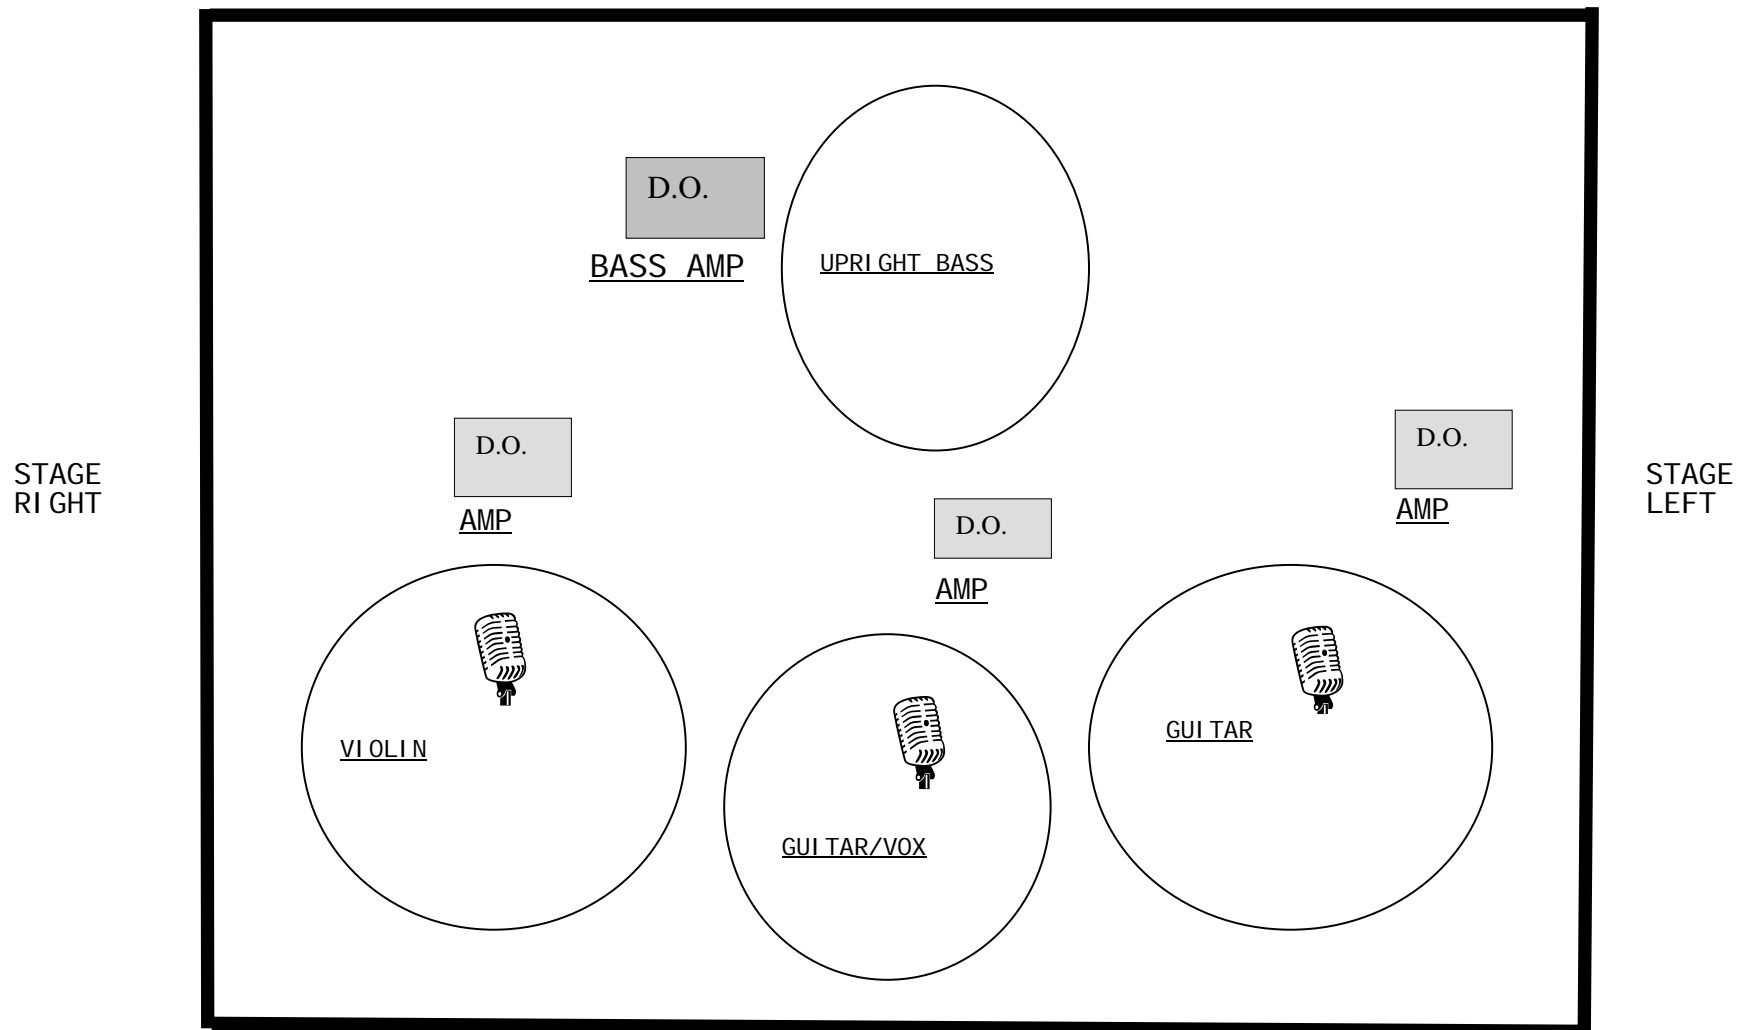 D.O.
BASS AMP
UPRIGHT BASS
D.O.
AMP
D.O.
AMP
D.O.
AMP
STAGE
RIGHT
STAGE
LEFT
VIOLIN
GUITAR/VOX
GUITAR